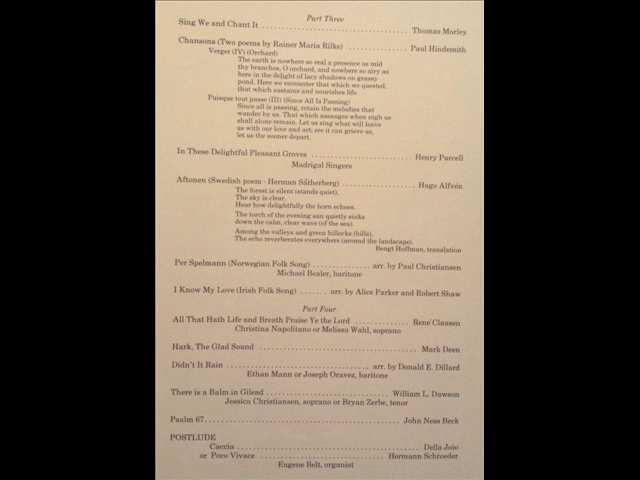 Part Three
Sing We and Chant It .......... Thomas Morley
Chansons (Two poems by Rainer Maria Rilke) .......... Paul Hindemith
Verger (IV) (Orchard)
The earth is nowhere so real a presence as mid
thy branches, O orchard, and nowhere so airy as
here in the delight of lacy shadows on grassy
pond. Here we encounter that which we quested,
that which sustains and nourishes life.
Puisque tout passe (III) (Since All Is Passing)
Since all is passing, retain the melodies that
wander by us. That which assuages when nigh us
shall alone remain. Let us sing what will leave
us with our love and art; ere it can grieve us,
let us the sooner depart.
In These Delightful Pleasant Groves .......... Henry Purcell
Madrigal Singers
Aftonen (Swedish poem - Herman Såtherberg) .......... Hugo Alfvén
The forest is silent (stands quiet),
The sky is clear.
Hear how delightfully the horn echoes.
The torch of the evening sun quietly sinks
down the calm, clear wave (of the sea).
Among the valleys and green hillocks (hills),
The echo reverberates everywhere (around the landscape).
Bengt Hoffman, translation
Per Spelmann (Norwegian Folk Song) .......... arr. by Paul Christiansen
Michael Bealer, baritone
I Know My Love (Irish Folk Song) ....... arr. by Alice Parker and Robert Shaw
Part Four
All That Hath Life and Breath Praise Ye the Lord .......... René Clausen
Christina Napolitano or Melissa Wahl, soprano
Hark, The Glad Sound .......... Mark Deen
Didn't It Rain .......... arr. by Donald E. Dillard
Ethan Mann or Joseph Oravez, baritone
There is a Balm in Gilead .......... William L. Dawson
Jessica Christiansen, soprano or Bryan Zerbe, tenor
Psalm 67.......... John Ness Beck
POSTLUDE
Caccia .......... Della Joio
or Poco Vivace .......... Hermann Schroeder
Eugene Belt, organist